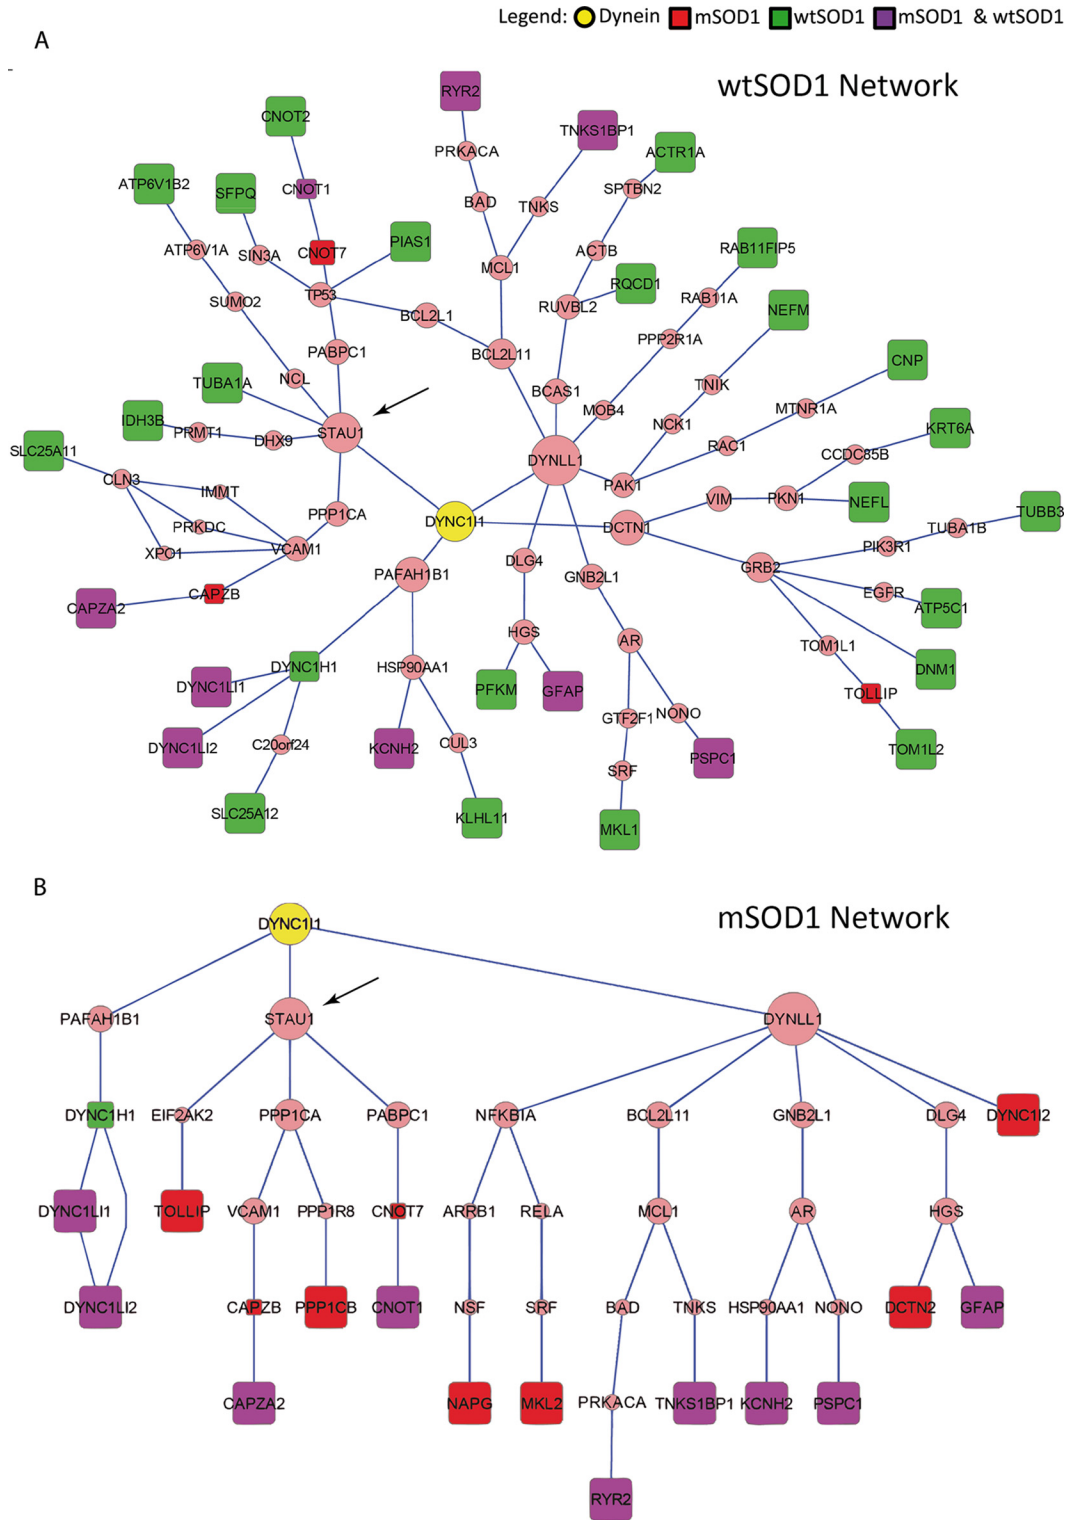 Legend: Dynein mSOD1 wtSOD1 mSOD1 & wtSOD1
A
wtSOD1 Network
RYR2
CNOT2
TNKS1BP1
PRKACA
ACTR1A
ATP6V1B2
SFPQ
CNOT1
SPTBN2
BAD
TNKS
PIAS1
ATP6V1A
SIN3A
CNOT7
ACTB
RAB11FIP5
MCL1
RQCD1
TP53
SUMO2
RUVBL2
RAB11A
NEFM
BCL2L1
PPP2R1A
PABPC1
BCL2L11
CNP
NCL
TUBA1A
BCAS1
TNIK
MOB4
MTNR1A
IDH3B
PRMT1
DHX9
STAU1
NCK1
KRT6A
SLC25A11
RAC1
CCDC85B
DYNLL1
CLN3
IMMT
PAK1
VIM
PKN1
NEFL
PPP1CA
DYNC1I1
DCTN1
TUBB3
PRKDC
TUBA1B
XPO1
VCAM1
PIK3R1
DLG4
GNB2L1
GRB2
PAFAH1B1
CAPZA2
CAPZB
EGFR
ATP5C1
HGS
AR
TOM1L1
DYNC1H1
HSP90AA1
DNM1
DYNC1LI1
PFKM
GFAP
TOLLIP
GTF2F1
NONO
DYNC1LI2
C20orf24
KCNH2
CUL3
TOM1L2
PSPC1
SRF
SLC25A12
KLHL11
MKL1
B
mSOD1 Network
DYNC1I1
PAFAH1B1
STAU1
DYNLL1
DYNC1H1
EIF2AK2
PPP1CA
PABPC1
NFKBIA
BCL2L11
GNB2L1
DLG4
DYNC1I2
DYNC1LI1
TOLLIP
VCAM1
PPP1R8
CNOT7
ARRB1
RELA
MCL1
AR
HGS
DYNC1LI2
CAPZB
PPP1CB
CNOT1
NSF
SRF
BAD
TNKS
HSP90AA1
NONO
DCTN2
GFAP
CAPZA2
NAPG
MKL2
PRKACA
TNKS1BP1
KCNH2
PSPC1
RYR2